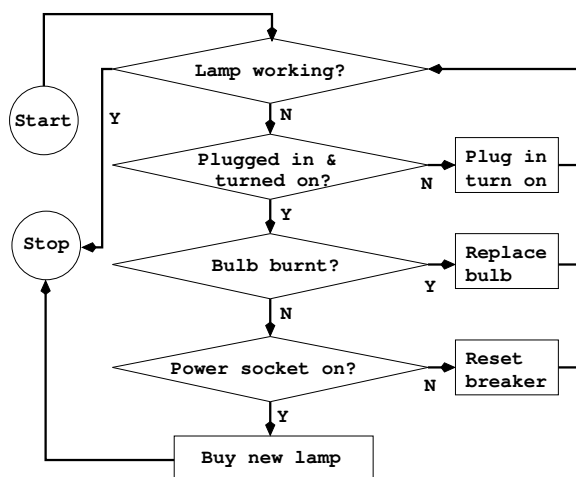 Lamp working?
Start
Y
N
Plugged in &
turned on?
N
Plug in
turn on
Y
Stop
Bulb burnt?
Y
Replace
bulb
N
Power socket on?
N
Reset
breaker
Y
Buy new lamp